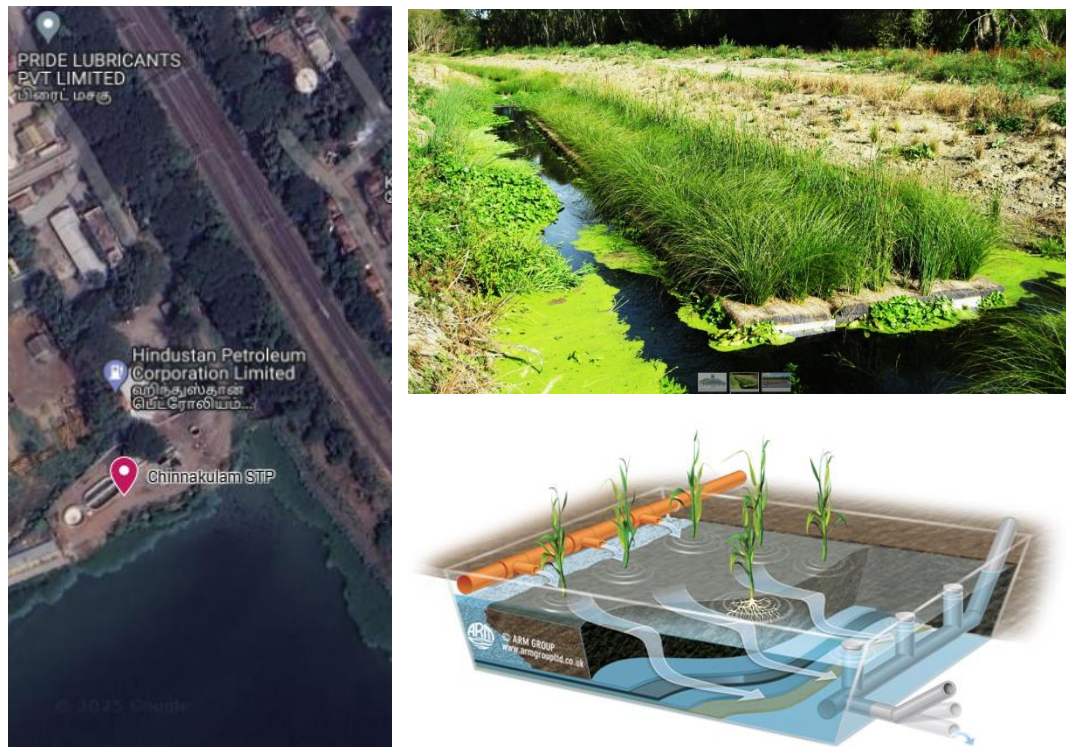 PRIDE LUBRICANTS
PVT LIMITED
பிரைட் மசகு
Hindustan Petroleum
Corporation Limited
ஹிந்துஸ்தான்
பெட்ரோலியம்...
Chinnakulam STP
© 2025 Google
ARM
© ARM GROUP
www.armgroupltd.co.uk